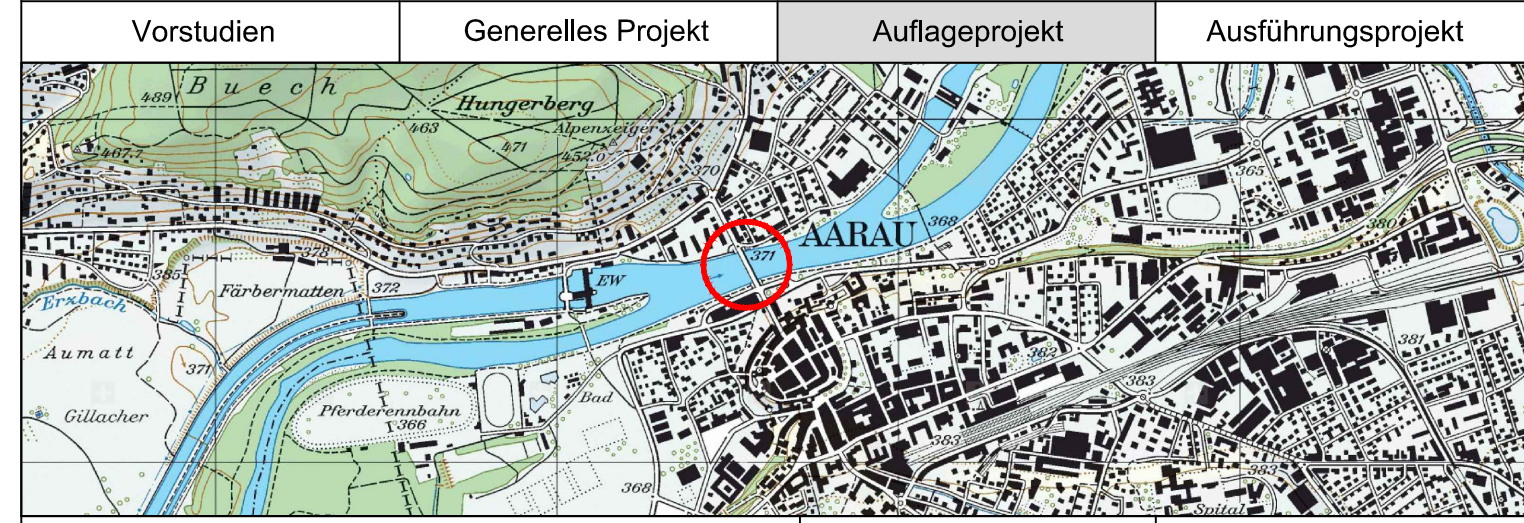 Vorstudien
Generelles Projekt
Auflageprojekt
Ausführungsprojekt
Buech
489
Hungerberg
463
Alpenzeiger
471
452.0
467.7
370
365
368
AARAU
371
380
378
385
Färbermatten
372
EW
Erzbach
Aumatt
371
382
381
383
Gillacher
Pferderennbahn
366
Bad
383
383
368
Spital